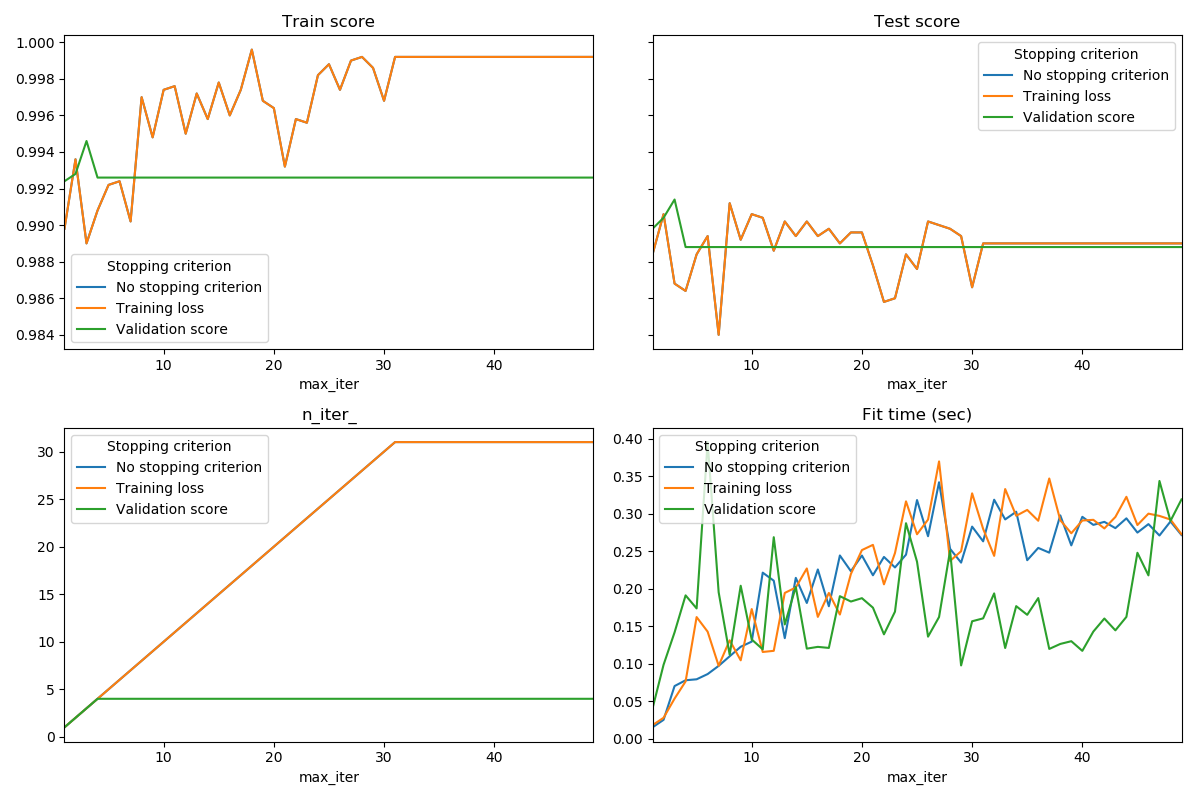 Train score
1.000
0.998
0.996
0.994
0.992
0.990
0.988
0.986
0.984
Stopping criterion
No stopping criterion
Training loss
Validation score
10 20 30 40
max_iter
Test score
Stopping criterion
No stopping criterion
Training loss
Validation score
10 20 30 40
max_iter
n_iter_
30
25
20
15
10
5
0
Stopping criterion
No stopping criterion
Training loss
Validation score
10 20 30 40
max_iter
Fit time (sec)
0.40
0.35
0.30
0.25
0.20
0.15
0.10
0.05
0.00
Stopping criterion
No stopping criterion
Training loss
Validation score
10 20 30 40
max_iter